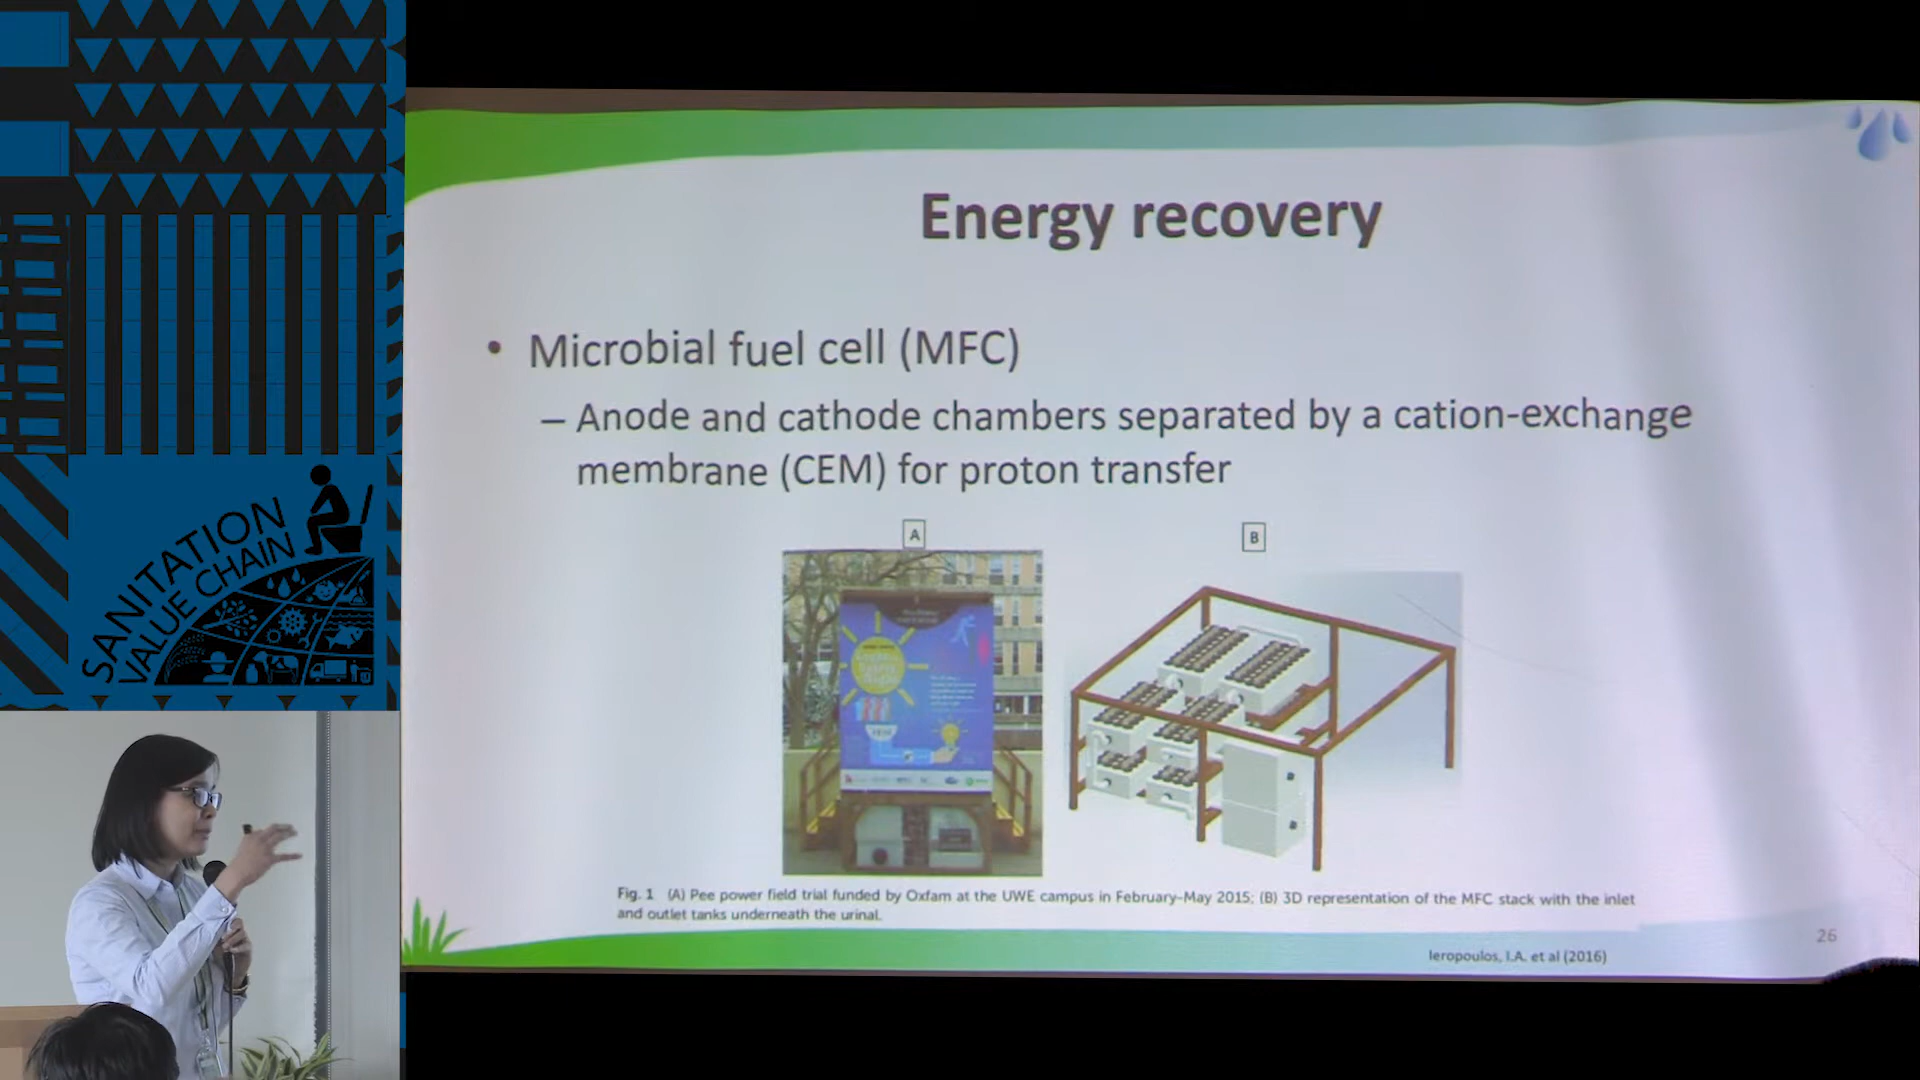 SANITATION
VALUE CHAIN
Energy recovery
• Microbial fuel cell (MFC)
– Anode and cathode chambers separated by a cation-exchange
membrane (CEM) for proton transfer
A
B
Fig. 1 (A) Pee power field trial funded by Oxfam at the UWE campus in February–May 2015; (B) 3D representation of the MFC stack with the inlet
and outlet tanks underneath the urinal.
26
Ieropoulos, I.A. et al (2016)